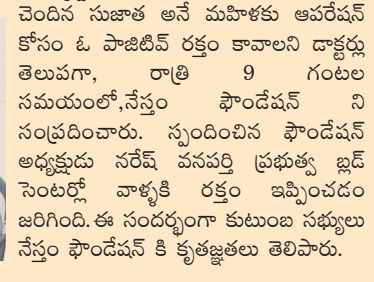 చెందిన సుజాత అనే మహిళకు ఆపరేషన్
కోసం ఓ పాజిటివ్ రక్తం కావాలని డాక్టర్లు
తెలుపగా, రాత్రి 9 గంటల
సమయంలో,నేస్తం ఫౌండేషన్ ని
సంప్రదించారు. స్పందించిన ఫౌండేషన్
అధ్యక్షుడు నరేష్ వనపర్తి ప్రభుత్వ బ్లడ్
సెంటర్లో వాళ్ళకి రక్తం ఇప్పించడం
జరిగింది.ఈ సందర్భంగా కుటుంబ సభ్యులు
నేస్తం ఫౌండేషన్ కి కృతజ్ఞతలు తెలిపారు.